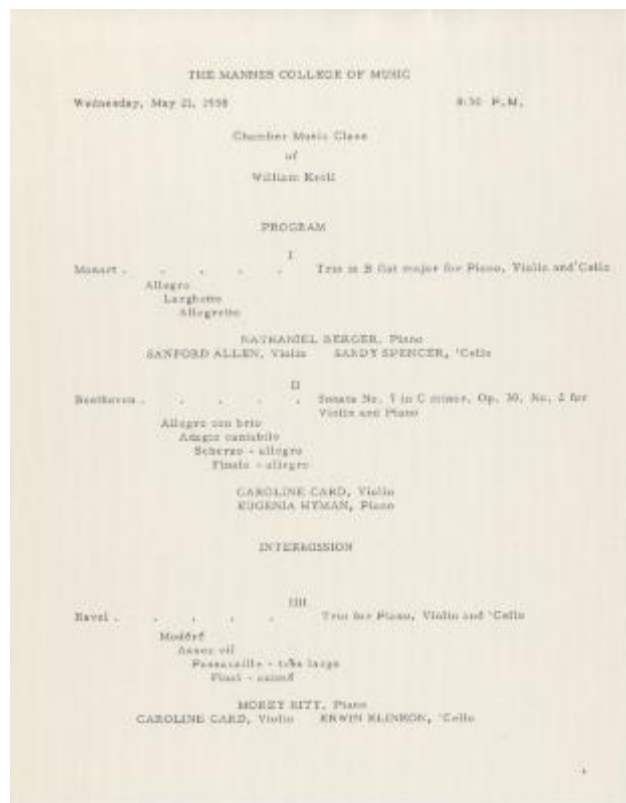 THE MANNES COLLEGE OF MUSIC
Wednesday, May 21, 1958 8:30 P.M.
Chamber Music Class
of
William Kroll
PROGRAM
I
Mozart . . . . . Trio in B flat major for Piano, Violin and 'Cello
Allegro
Larghetto
Allegretto
NATHANIEL BERGER, Piano
SANFORD ALLEN, Violin SANDY SPENCER, 'Cello
II
Beethoven . . . . . Sonata No. 7 in C minor, Op. 30, No. 2 for
Violin and Piano
Allegro con brio
Adagio cantabile
Scherzo - allegro
Finale - allegro
CAROLINE CARD, Violin
EUGENIA HYMAN, Piano
INTERMISSION
IIII
Ravel . . . . . Trio for Piano, Violin and 'Cello
Modéré
Assez vif
Passacaille - très large
Final - animé
MOREY RITT, Piano
CAROLINE CARD, Violin ERWIN 'Cello